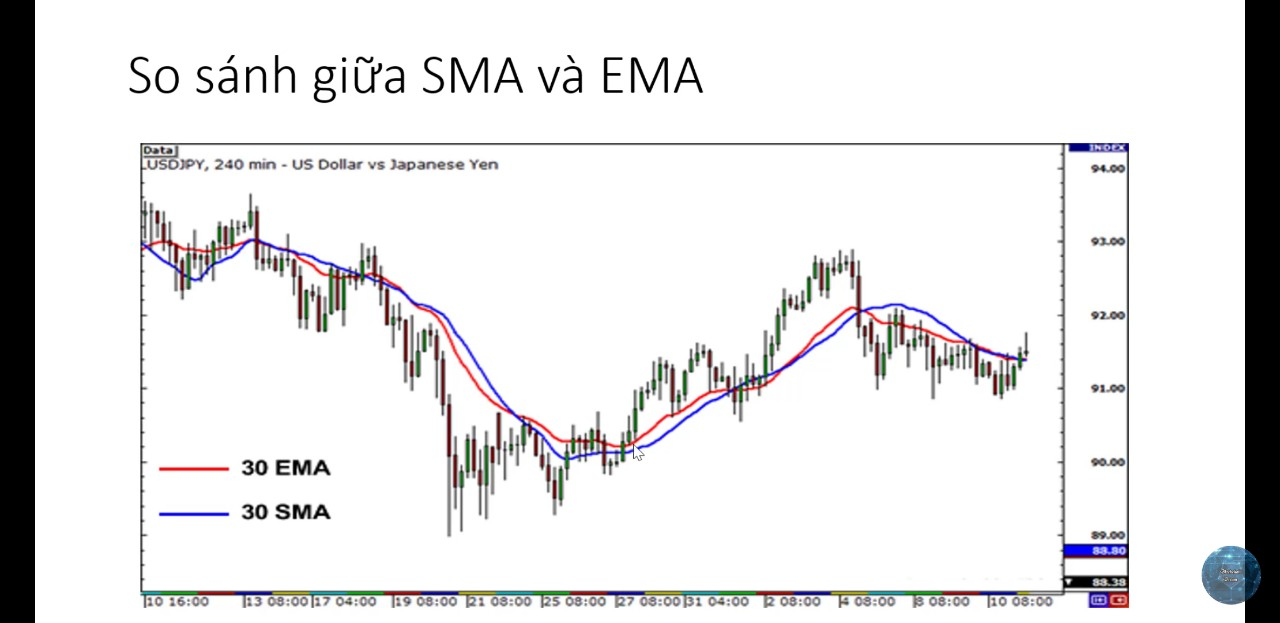 So sánh giữa SMA và EMA
Data
USDJPY, 240 min - US Dollar vs Japanese Yen
INDEX
94.00
93.00
92.00
91.00
90.00
89.00
88.80
88.38
30 EMA
30 SMA
10 16:00 13 08:00 17 04:00 19 08:00 21 08:00 25 08:00 27 08:00 31 04:00 2 08:00 4 08:00 8 08:00 10 08:00